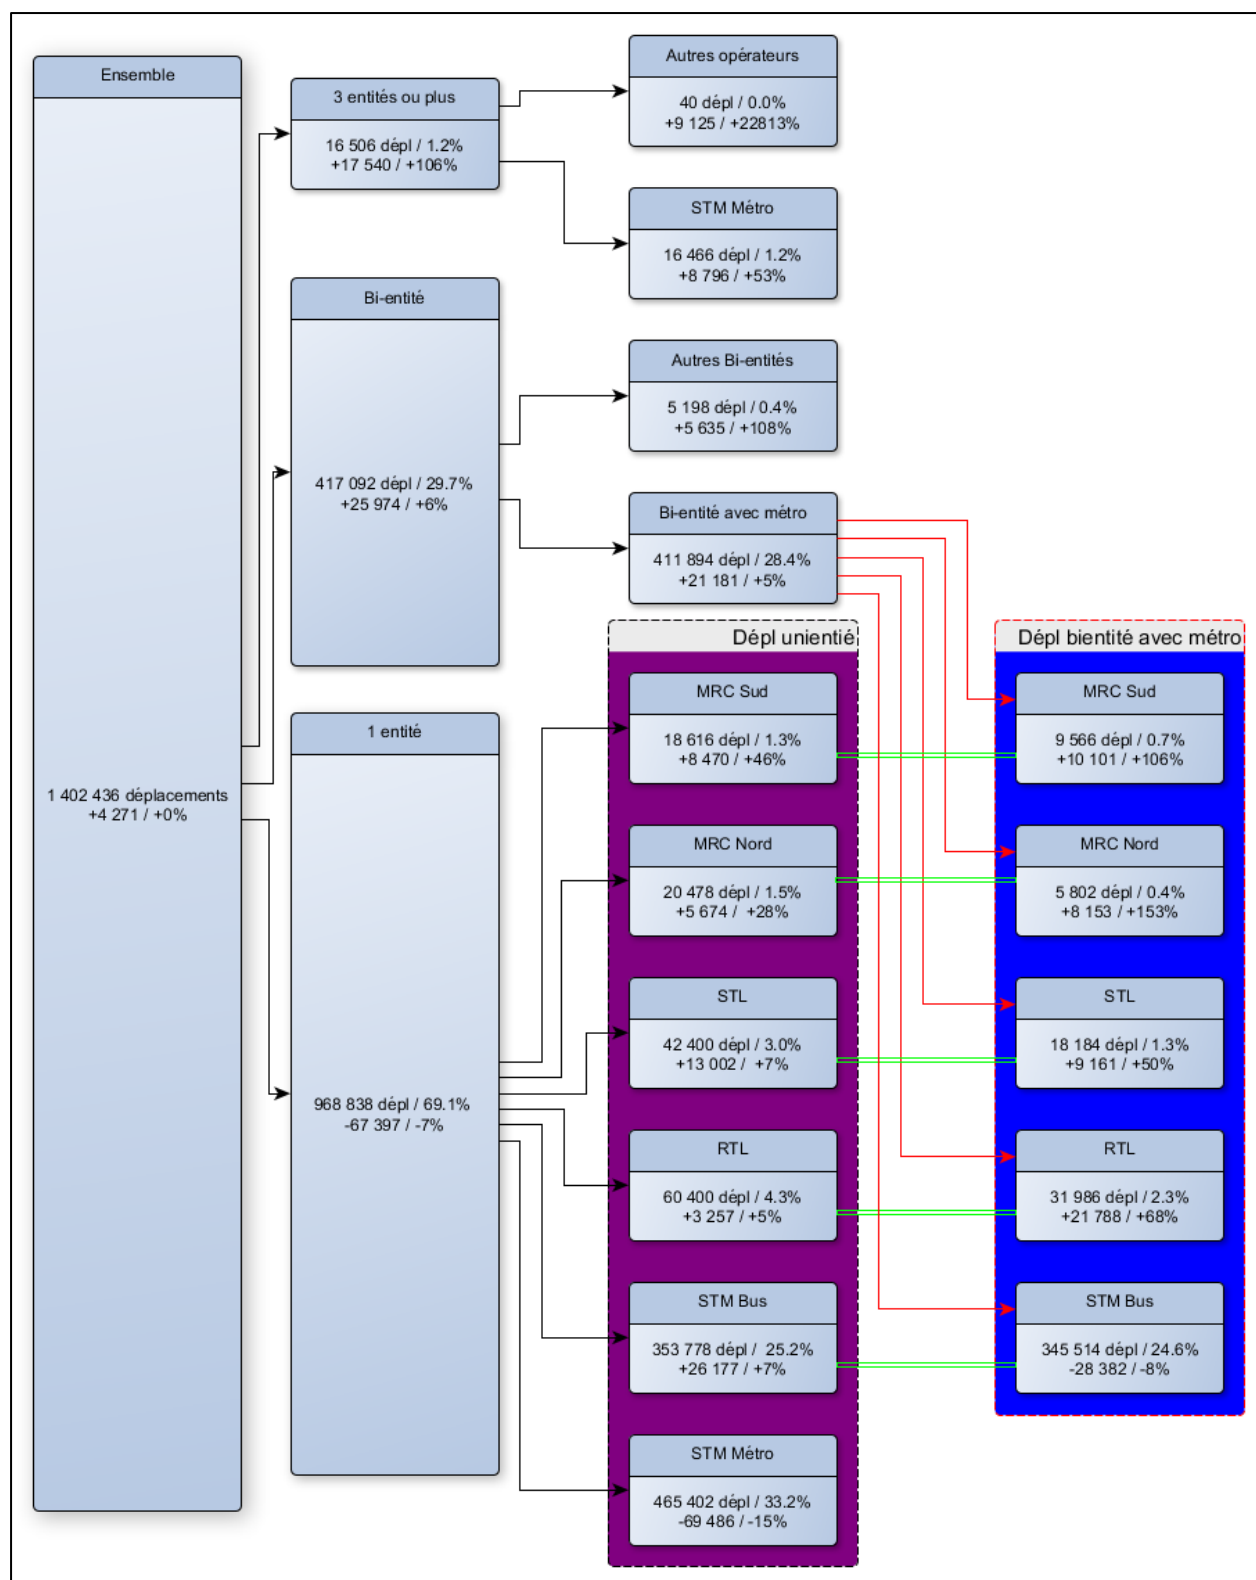 Ensemble
1 402 436 déplacements
+4 271 / +0%
3 entités ou plus
16 506 dépl / 1.2%
+17 540 / +106%
Bi-entité
417 092 dépl / 29.7%
+25 974 / +6%
1 entité
968 838 dépl / 69.1%
-67 397 / -7%
Autres opérateurs
40 dépl / 0.0%
+9 125 / +22813%
STM Métro
16 466 dépl / 1.2%
+8 796 / +53%
Autres Bi-entités
5 198 dépl / 0.4%
+5 635 / +108%
Bi-entité avec métro
411 894 dépl / 28.4%
+21 181 / +5%
Dépl unientié
MRC Sud
18 616 dépl / 1.3%
+8 470 / +46%
MRC Nord
20 478 dépl / 1.5%
+5 674 / +28%
STL
42 400 dépl / 3.0%
+13 002 / +7%
RTL
60 400 dépl / 4.3%
+3 257 / +5%
STM Bus
353 778 dépl / 25.2%
+26 177 / +7%
STM Métro
465 402 dépl / 33.2%
-69 486 / -15%
Dépl bientité avec métro
MRC Sud
9 566 dépl / 0.7%
+10 101 / +106%
MRC Nord
5 802 dépl / 0.4%
+8 153 / +153%
STL
18 184 dépl / 1.3%
+9 161 / +50%
RTL
31 986 dépl / 2.3%
+21 788 / +68%
STM Bus
345 514 dépl / 24.6%
-28 382 / -8%